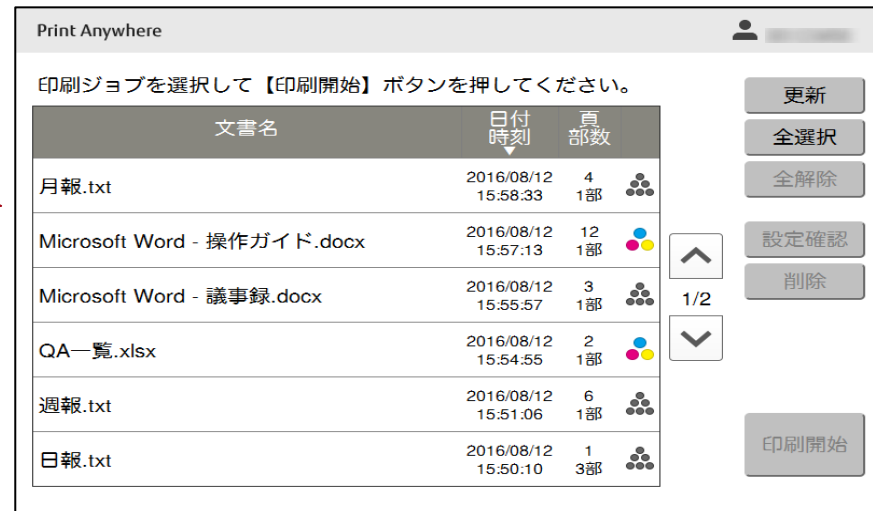 Print Anywhere
印刷ジョブを選択して【印刷開始】ボタンを押してください。
更新
文書名 日付 時刻 頁 部数
全選択
月報.txt 2016/08/12 15:58:33 4 1部
全解除
Microsoft Word - 操作ガイド.docx 2016/08/12 15:57:13 12 1部
設定確認
Microsoft Word - 議事録.docx 2016/08/12 15:55:57 3 1部
削除
1/2
QA一覧.xlsx 2016/08/12 15:54:55 2 1部
週報.txt 2016/08/12 15:51:06 6 1部
日報.txt 2016/08/12 15:50:10 1 3部
印刷開始